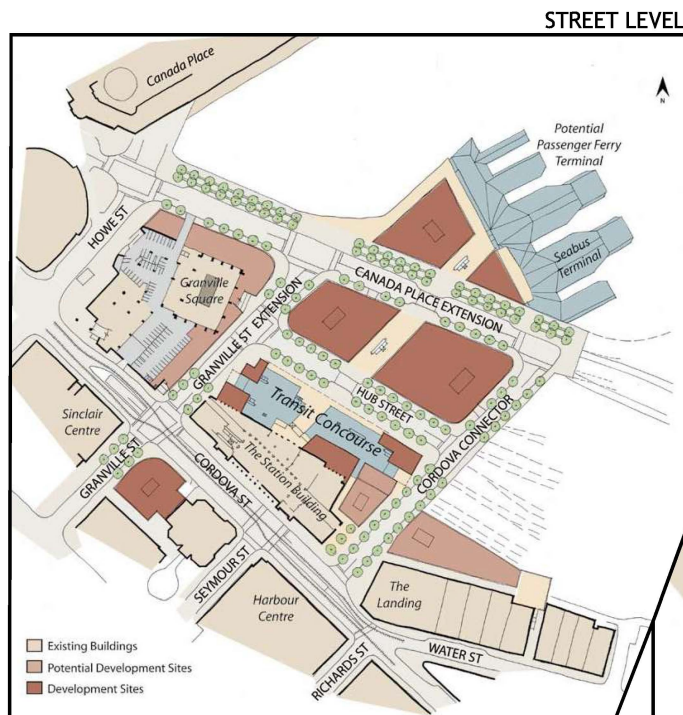 STREET LEVEL
Canada Place
N
Potential
Passenger Ferry
Terminal
HOWE ST
Seabus
Terminal
Granville
Square
CANADA PLACE EXTENSION
GRANVILLE ST EXTENSION
HUB STREET
Transit Concourse
Sinclair
Centre
CORDOVA CONNECTOR
The Station Building
GRANVILLE ST
CORDOVA ST
SEYMOUR ST
The
Landing
Harbour
Centre
WATER ST
RICHARDS ST
Existing Buildings
Potential Development Sites
Development Sites